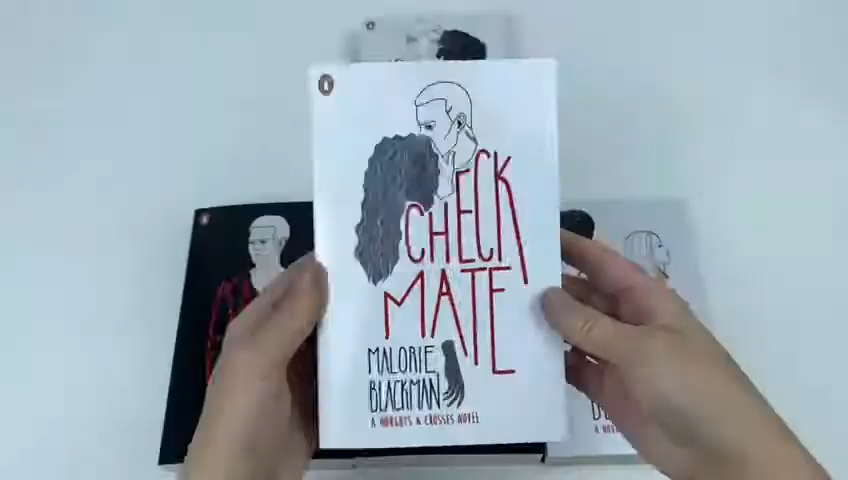 CHECK
MATE
MALORIE
BLACKMAN
A NOUGHTS & CROSSES NOVEL